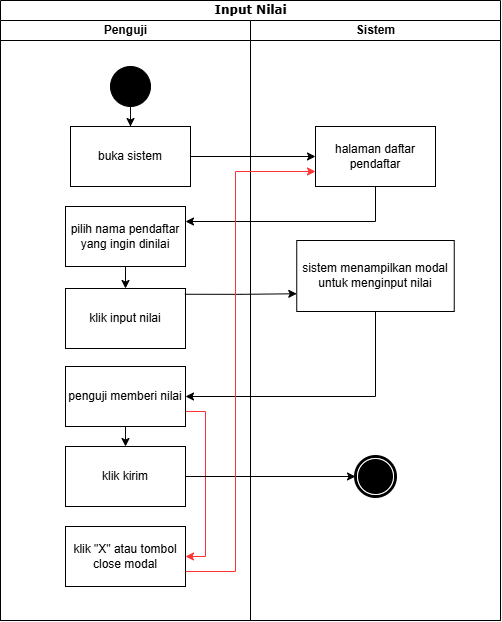 Input Nilai
Penguji
Sistem
buka sistem
halaman daftar
pendaftar
pilih nama pendaftar
yang ingin dinilai
klik input nilai
sistem menampilkan modal
untuk menginput nilai
penguji memberi nilai
klik kirim
klik "X" atau tombol
close modal